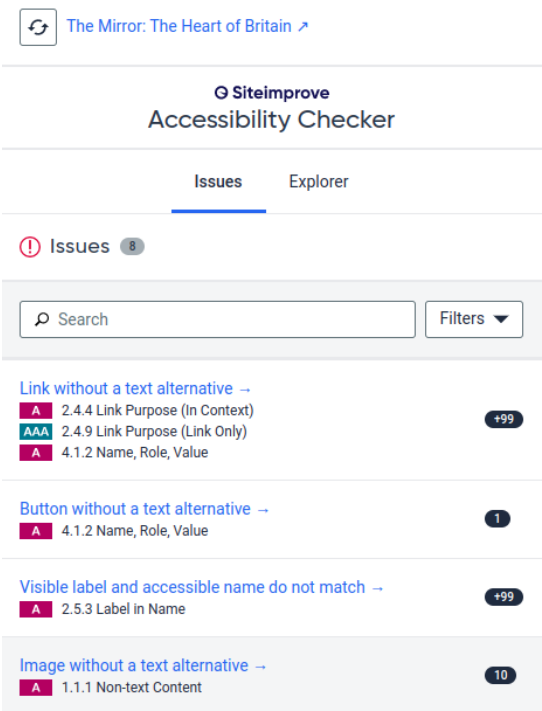 The Mirror: The Heart of Britain ↗
Siteimprove
Accessibility Checker
Issues Explorer
Issues 8
Search Filters
Link without a text alternative →
A 2.4.4 Link Purpose (In Context)
+99
AAA 2.4.9 Link Purpose (Link Only)
A 4.1.2 Name, Role, Value
Button without a text alternative →
1
A 4.1.2 Name, Role, Value
Visible label and accessible name do not match →
+99
A 2.5.3 Label in Name
Image without a text alternative →
10
A 1.1.1 Non-text Content